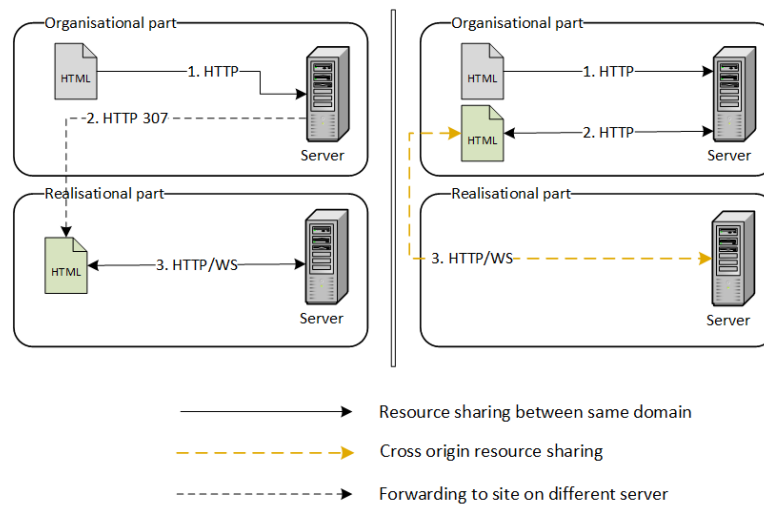 Organisational part
HTML
1. HTTP
2. HTTP 307
Server
Realisational part
HTML
3. HTTP/WS
Server
Organisational part
HTML
1. HTTP
HTML
2. HTTP
Server
Realisational part
3. HTTP/WS
Server
Resource sharing between same domain
Cross origin resource sharing
Forwarding to site on different server